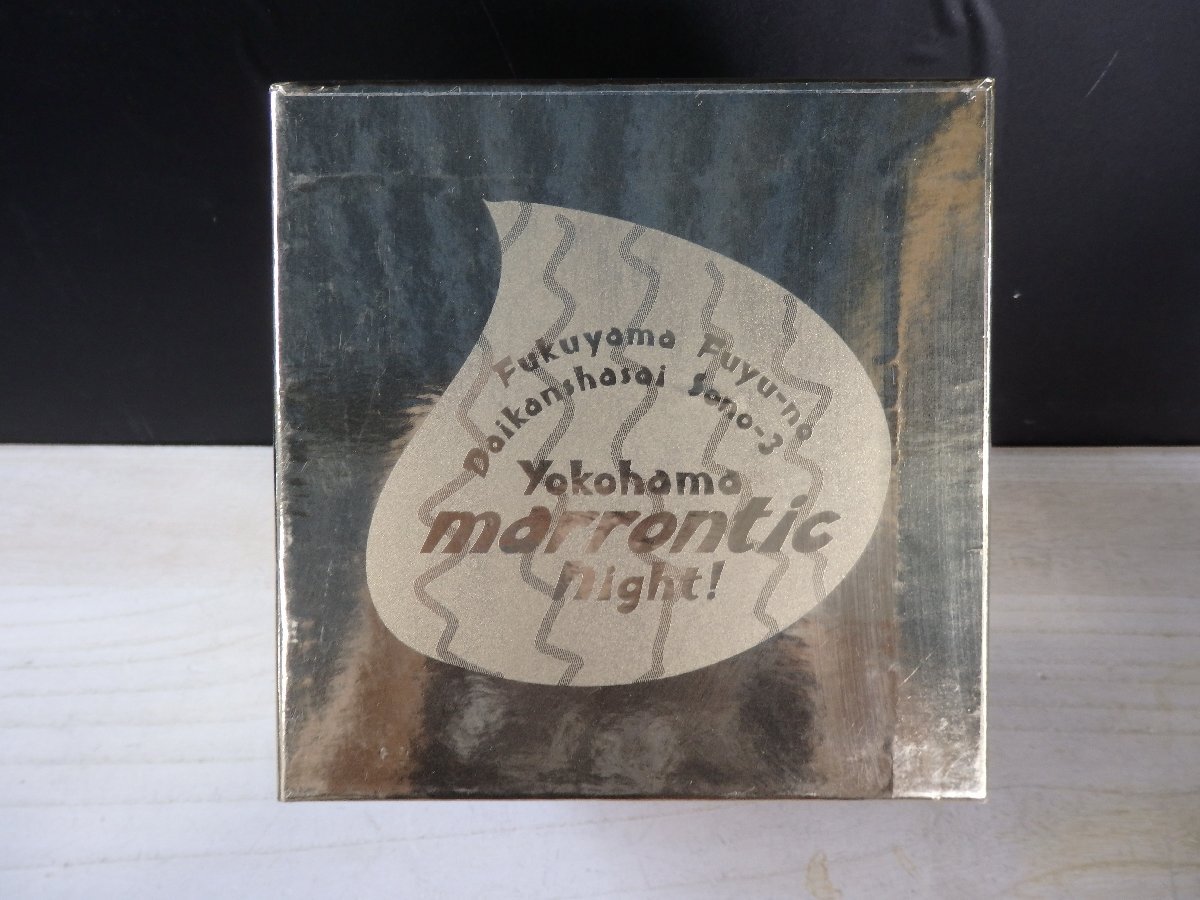 Fukuyama Fuyu-no
Daikanshasai Sono-3
Yokohama
marrontic
night!